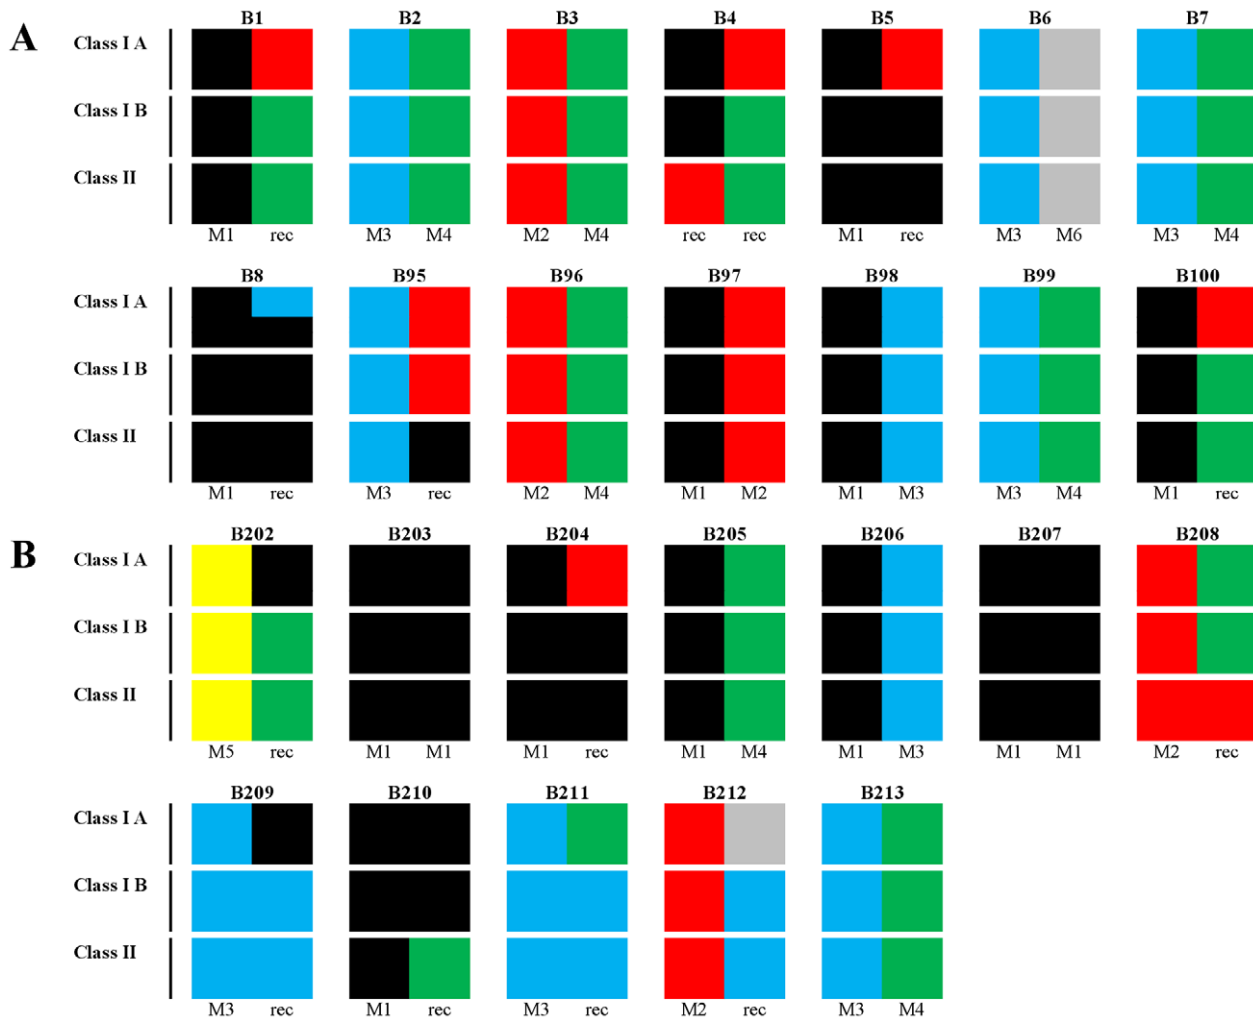 A
B1 B2 B3 B4 B5 B6 B7
Class I A
Class I B
Class II
M1 rec M3 M4 M2 M4 rec rec M1 rec M3 M6 M3 M4
B8 B95 B96 B97 B98 B99 B100
Class I A
Class I B
Class II
M1 rec M3 rec M2 M4 M1 M2 M1 M3 M3 M4 M1 rec
B
B202 B203 B204 B205 B206 B207 B208
Class I A
Class I B
Class II
M5 rec M1 M1 M1 rec M1 M4 M1 M3 M1 M1 M2 rec
B209 B210 B211 B212 B213
Class I A
Class I B
Class II
M3 rec M1 rec M3 rec M2 rec M3 M4